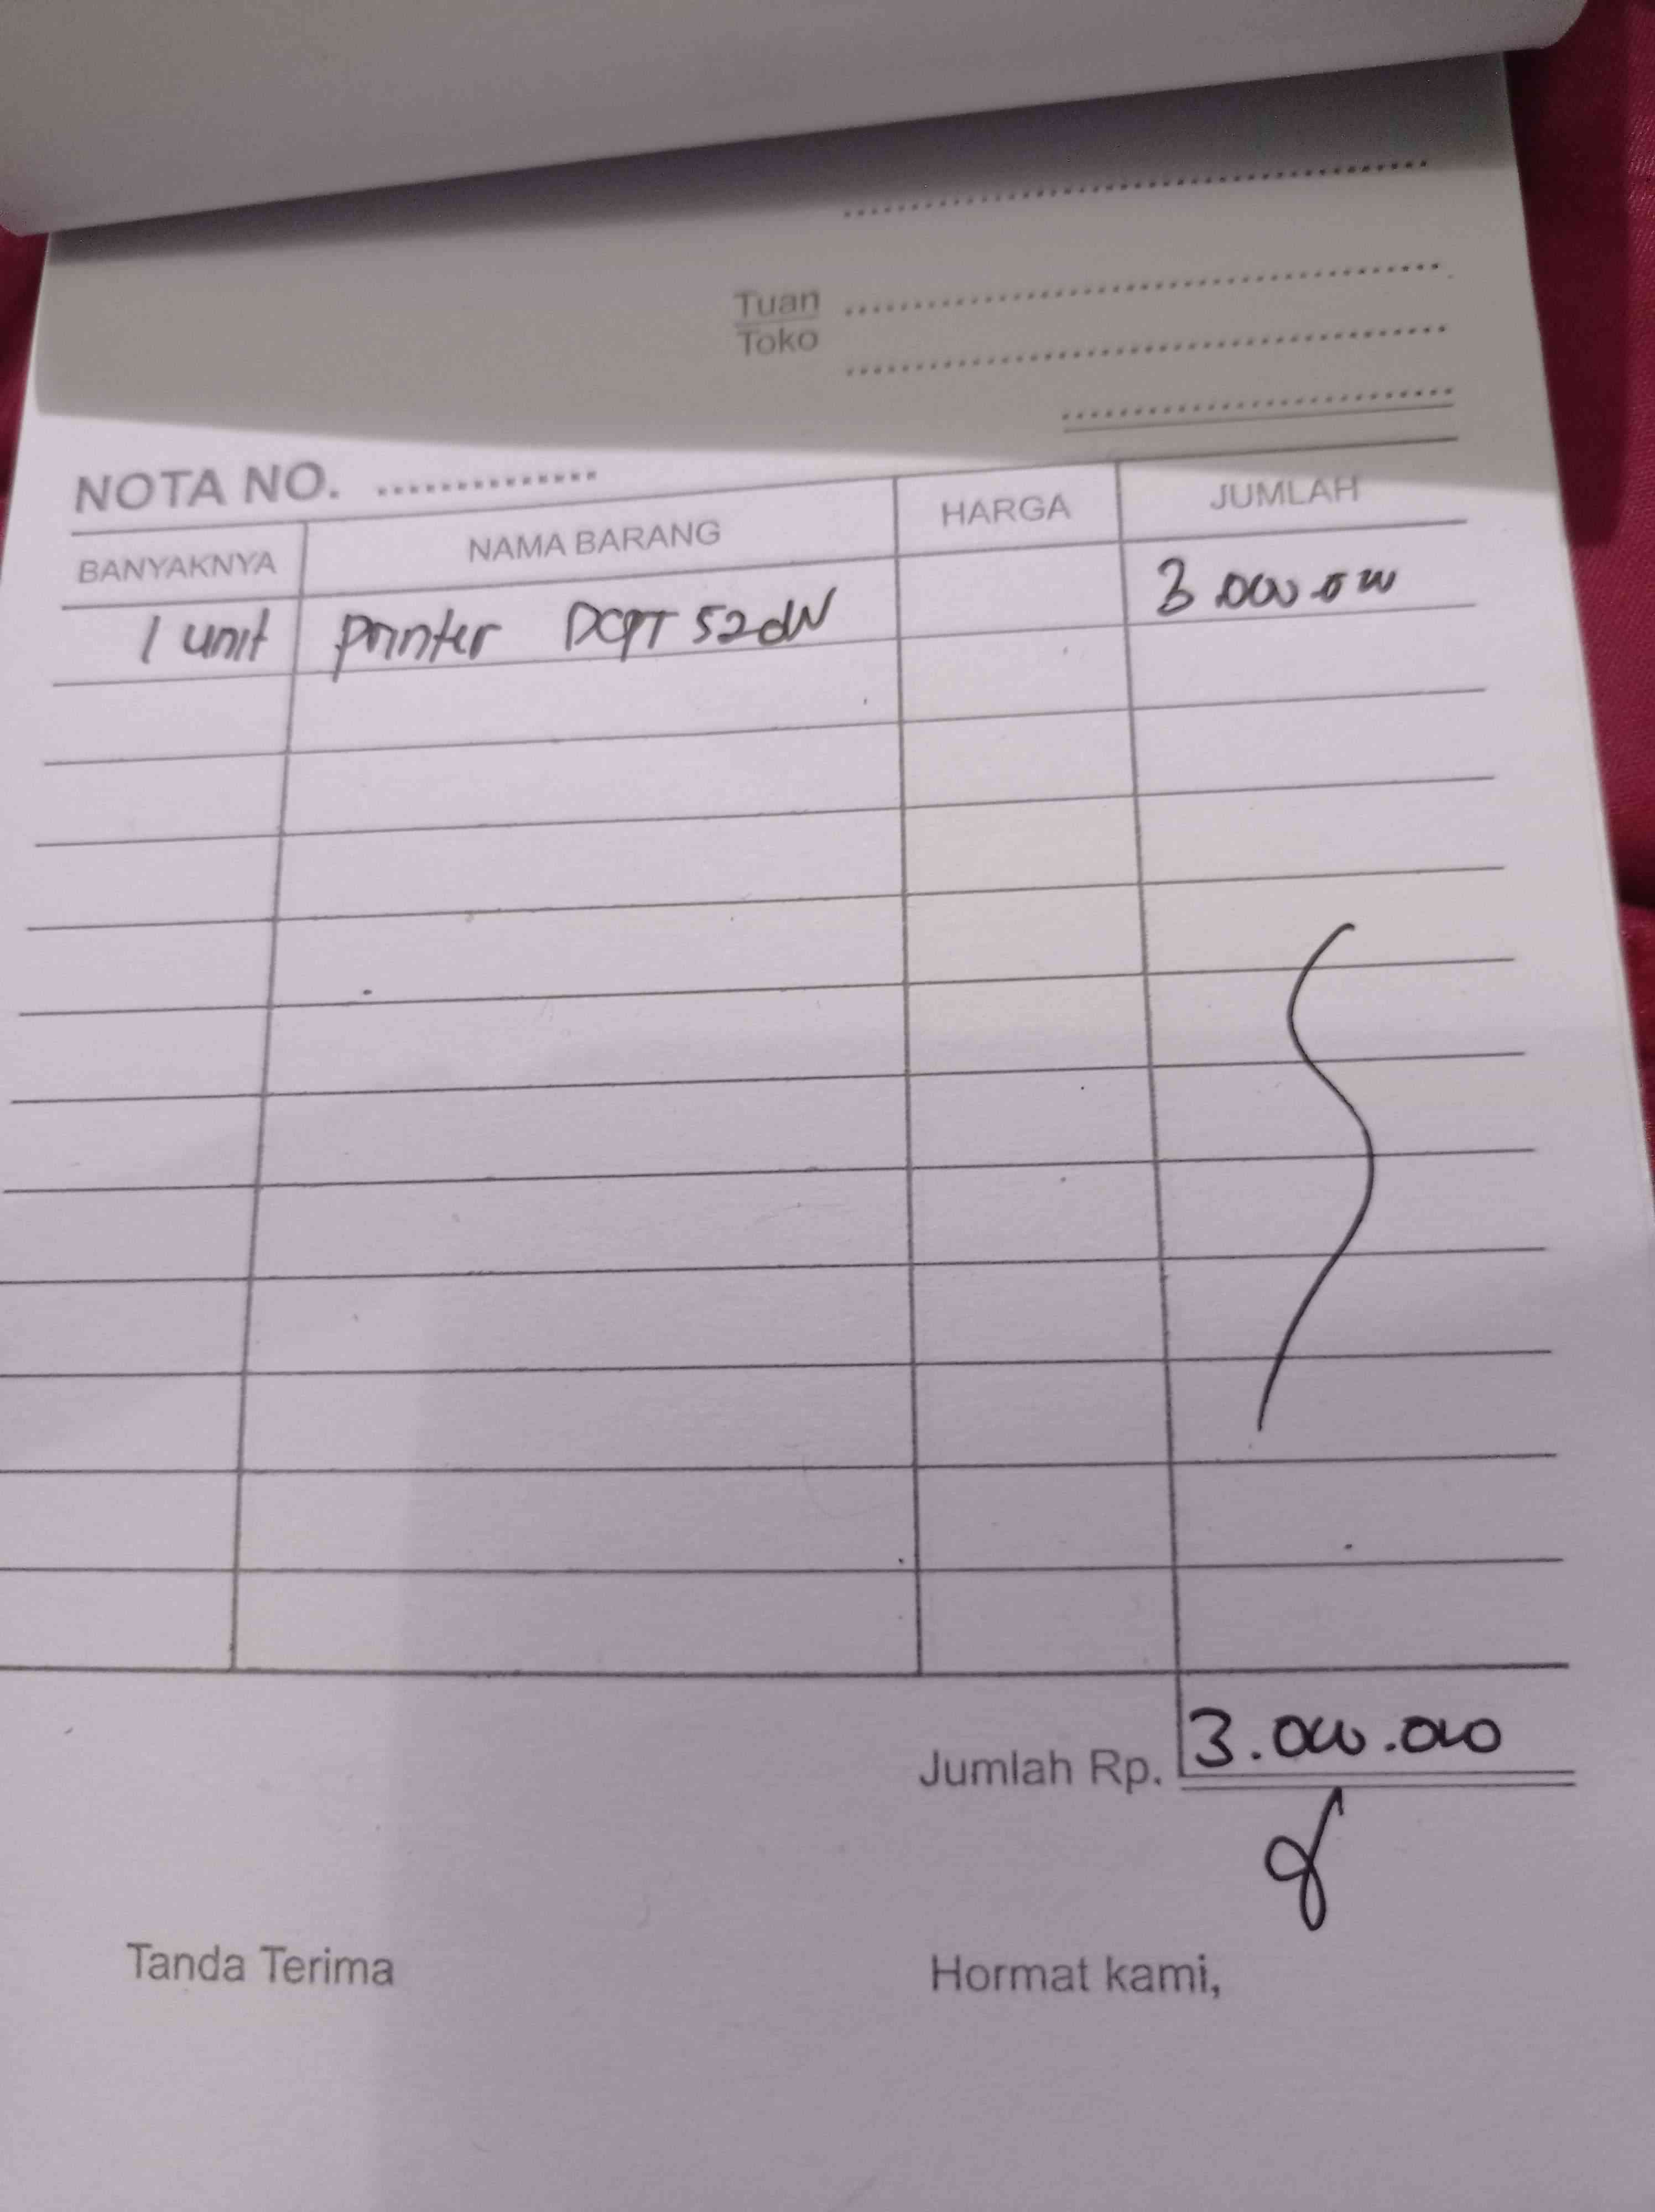 Tuan
Toko
NOTA NO. ..............
BANYAKNYA NAMA BARANG HARGA JUMLAH
1 unit printer DCPT 520W 3.000.000
Jumlah Rp. 3.000.000
Tanda Terima Hormat kami,